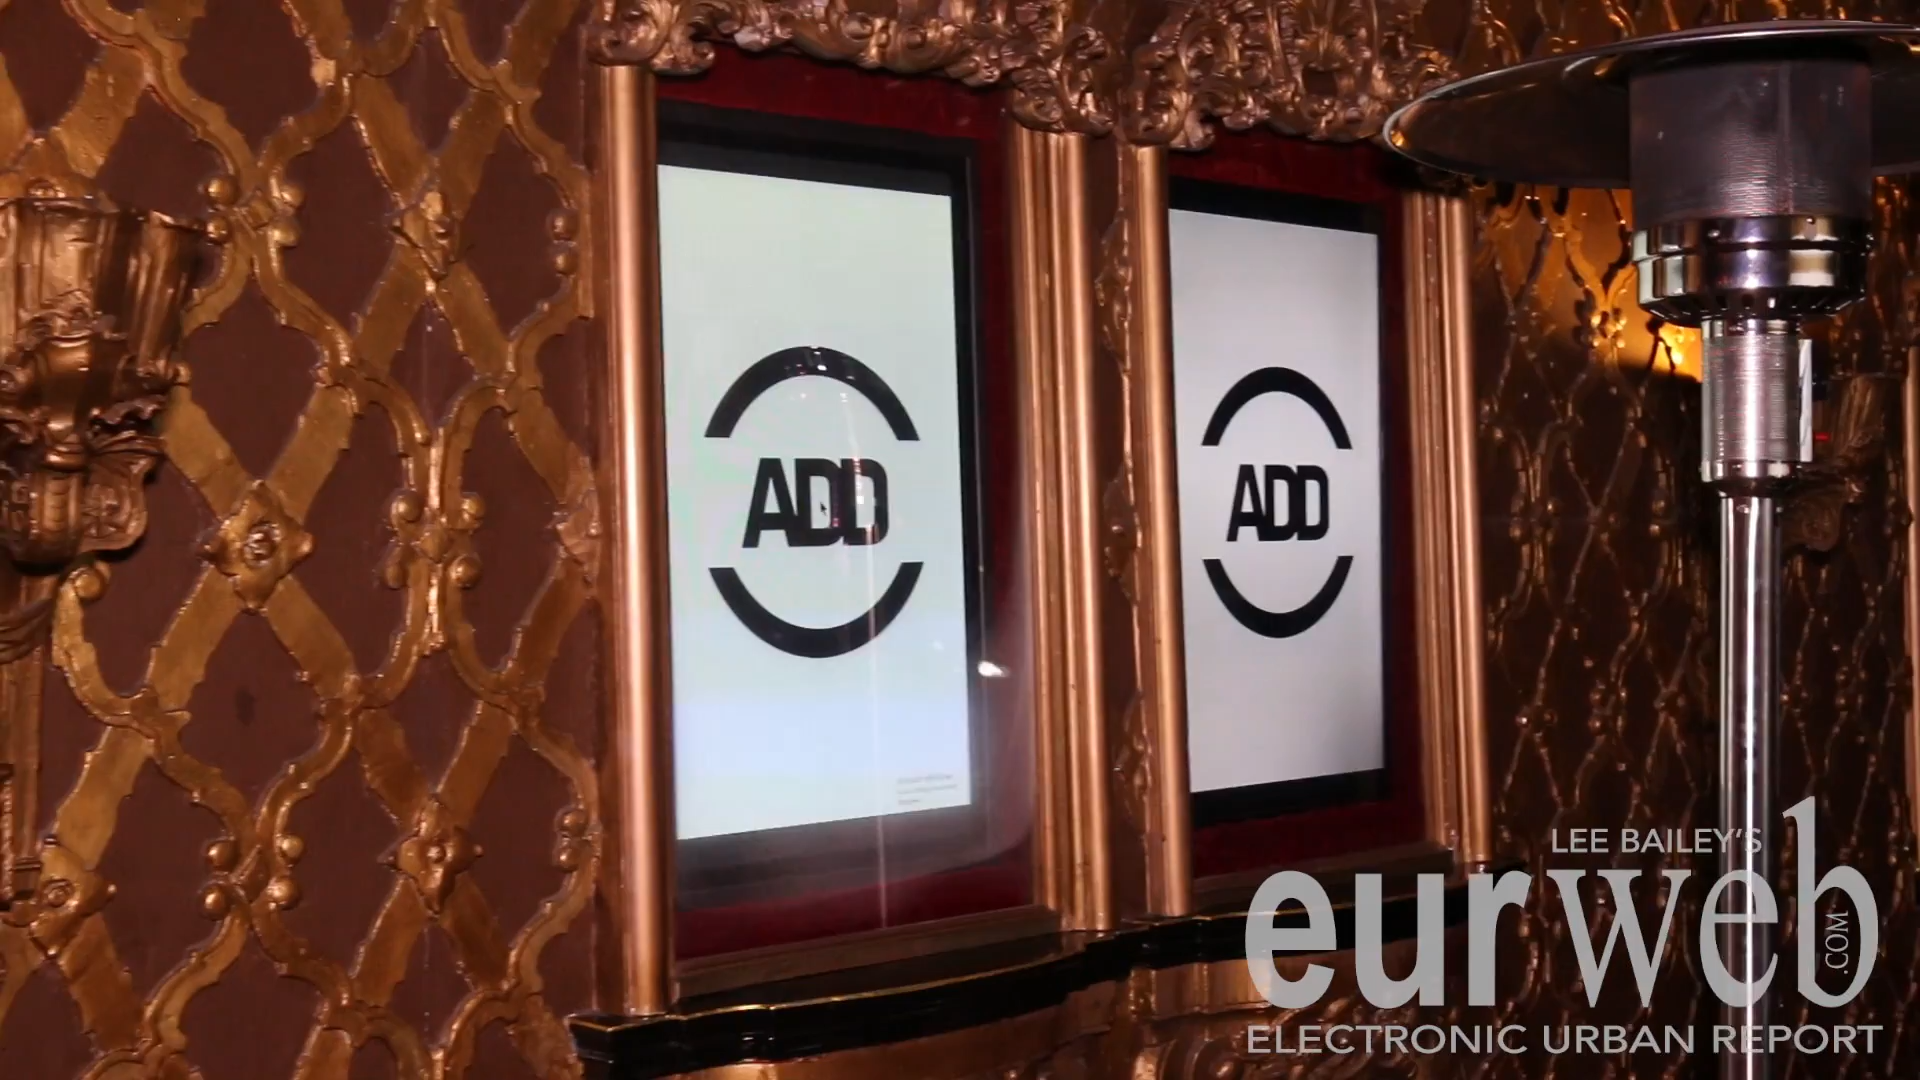 ADD
ADD
LEE BAILEY'S
eurweb.COM
ELECTRONIC URBAN REPORT